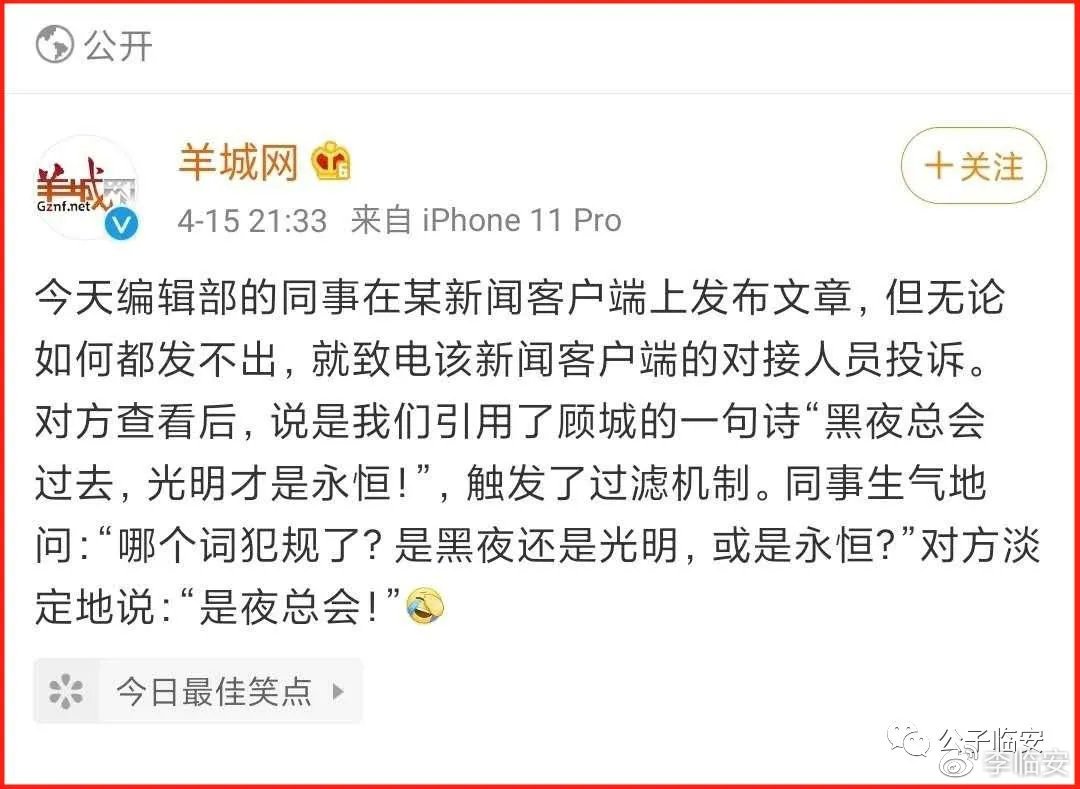 公开
羊城网
羊城网
Gznf.net
4-15 21:33 来自 iPhone 11 Pro
+关注
今天编辑部的同事在某新闻客户端上发布文章，但无论
如何都发不出，就致电该新闻客户端的对接人员投诉。
对方查看后，说是我们引用了顾城的一句诗“黑夜总会
过去，光明才是永恒！”，触发了过滤机制。同事生气地
问：“哪个词犯规了？是黑夜还是光明，或是永恒？”对方淡
定地说：“是夜总会！”🤣
今日最佳笑点
公子临安
李临安